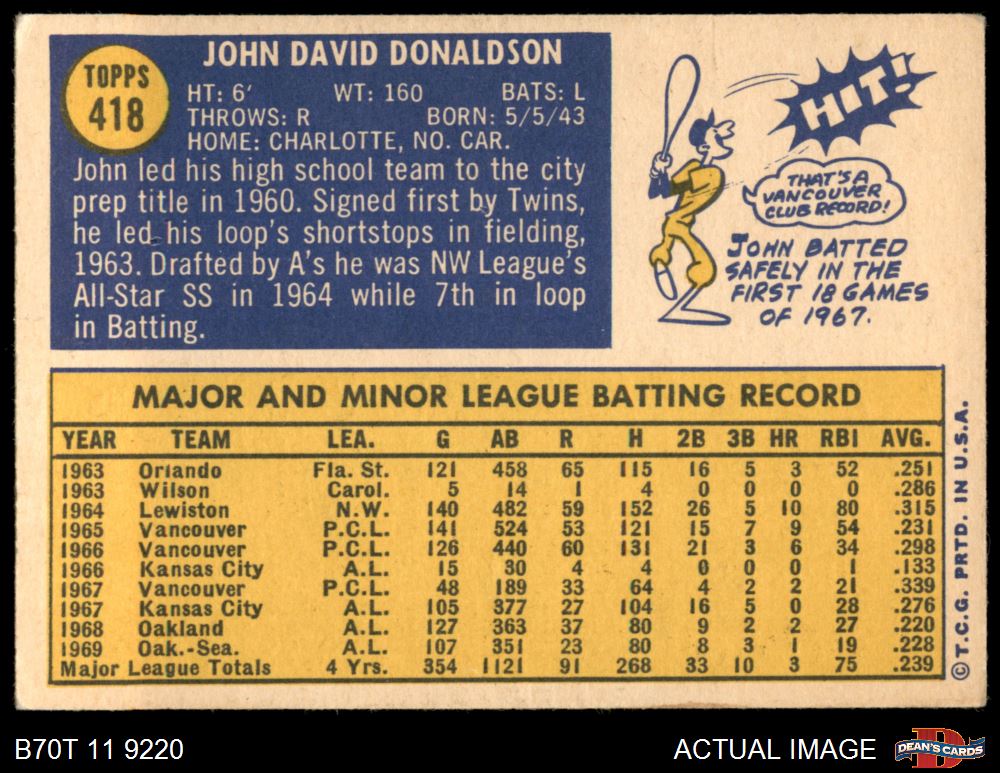 TOPPS
418
JOHN DAVID DONALDSON
HT: 6' WT: 160 BATS: L
THROWS: R BORN: 5/5/43
HOME: CHARLOTTE, NO. CAR.
John led his high school team to the city
prep title in 1960. Signed first by Twins,
he led his loop's shortstops in fielding,
1963. Drafted by A's he was NW League's
All-Star SS in 1964 while 7th in loop
in Batting.
HIT!
THAT'S A
VANCOUVER
CLUB RECORD!
JOHN BATTED
SAFELY IN THE
FIRST 18 GAMES
OF 1967.
MAJOR AND MINOR LEAGUE BATTING RECORD
YEAR TEAM LEA. G AB R H 2B 3B HR RBI AVG.
1963 Orlando Fla. St. 121 458 65 115 16 5 3 52 .251
1963 Wilson Carol. 5 14 1 4 0 0 0 0 .286
1964 Lewiston N.W. 140 482 59 152 26 5 10 80 .315
1965 Vancouver P.C.L. 141 524 53 121 15 7 9 54 .231
1966 Vancouver P.C.L. 126 440 60 131 21 3 6 34 .298
1966 Kansas City A.L. 15 30 4 4 0 0 0 1 .133
1967 Vancouver P.C.L. 48 189 33 64 4 2 2 21 .339
1967 Kansas City A.L. 105 377 27 104 16 5 0 28 .276
1968 Oakland A.L. 127 363 37 80 9 2 2 27 .220
1969 Oak.-Sea. A.L. 107 351 23 80 8 3 1 19 .228
Major League Totals 4 Yrs. 354 1121 91 268 33 10 3 75 .239
© T.C.G. PRTD. IN U.S.A.
B70T 11 9220
ACTUAL IMAGE
D
DEAN'S CARDS